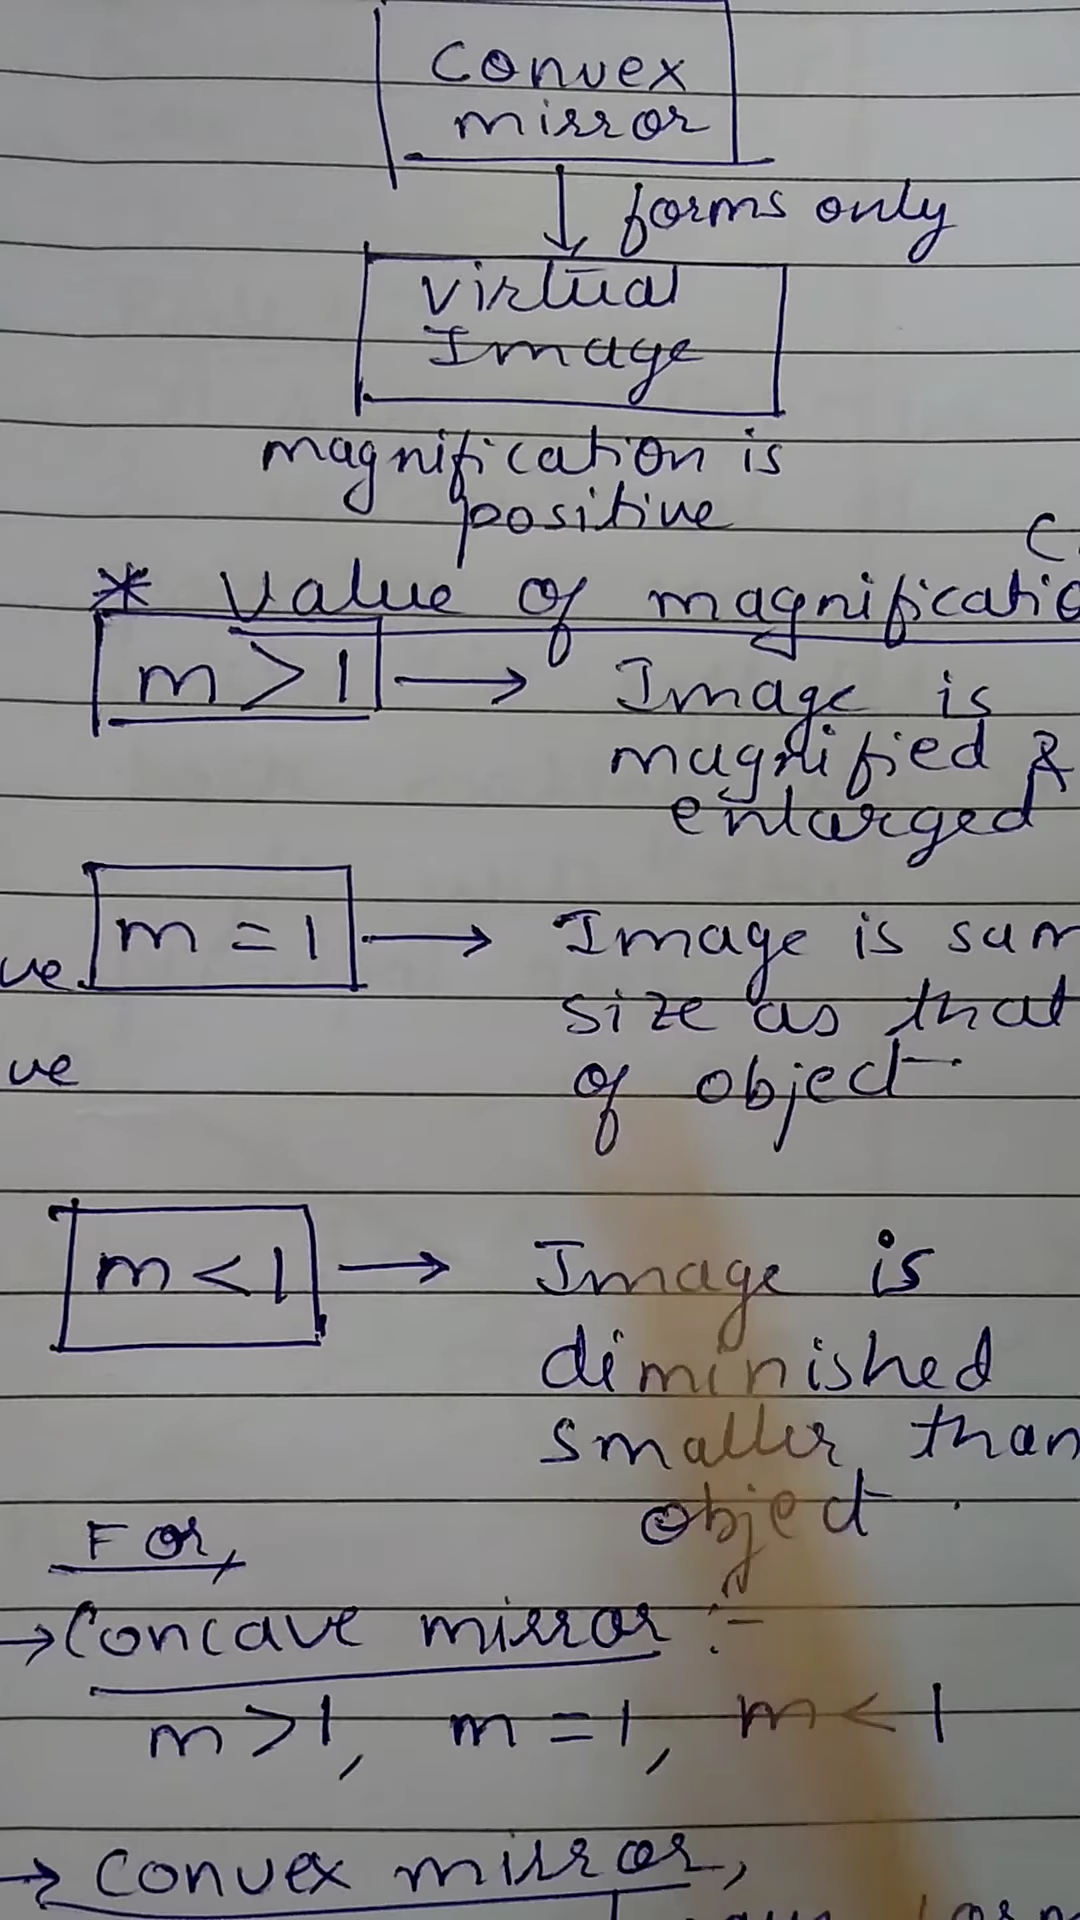 Convex
mirror
forms only
virtual
Image
magnification is
positive
* Value of magnificatio
m > 1 → Image is
magnified &
enlarged
m = 1 → Image is sam
ve
size as that
ve
of object
m < 1 → Image is
diminished
smaller than
object.
For,
→ Concave mirror :-
m > 1, m = 1, m < 1
→ Convex mirror,